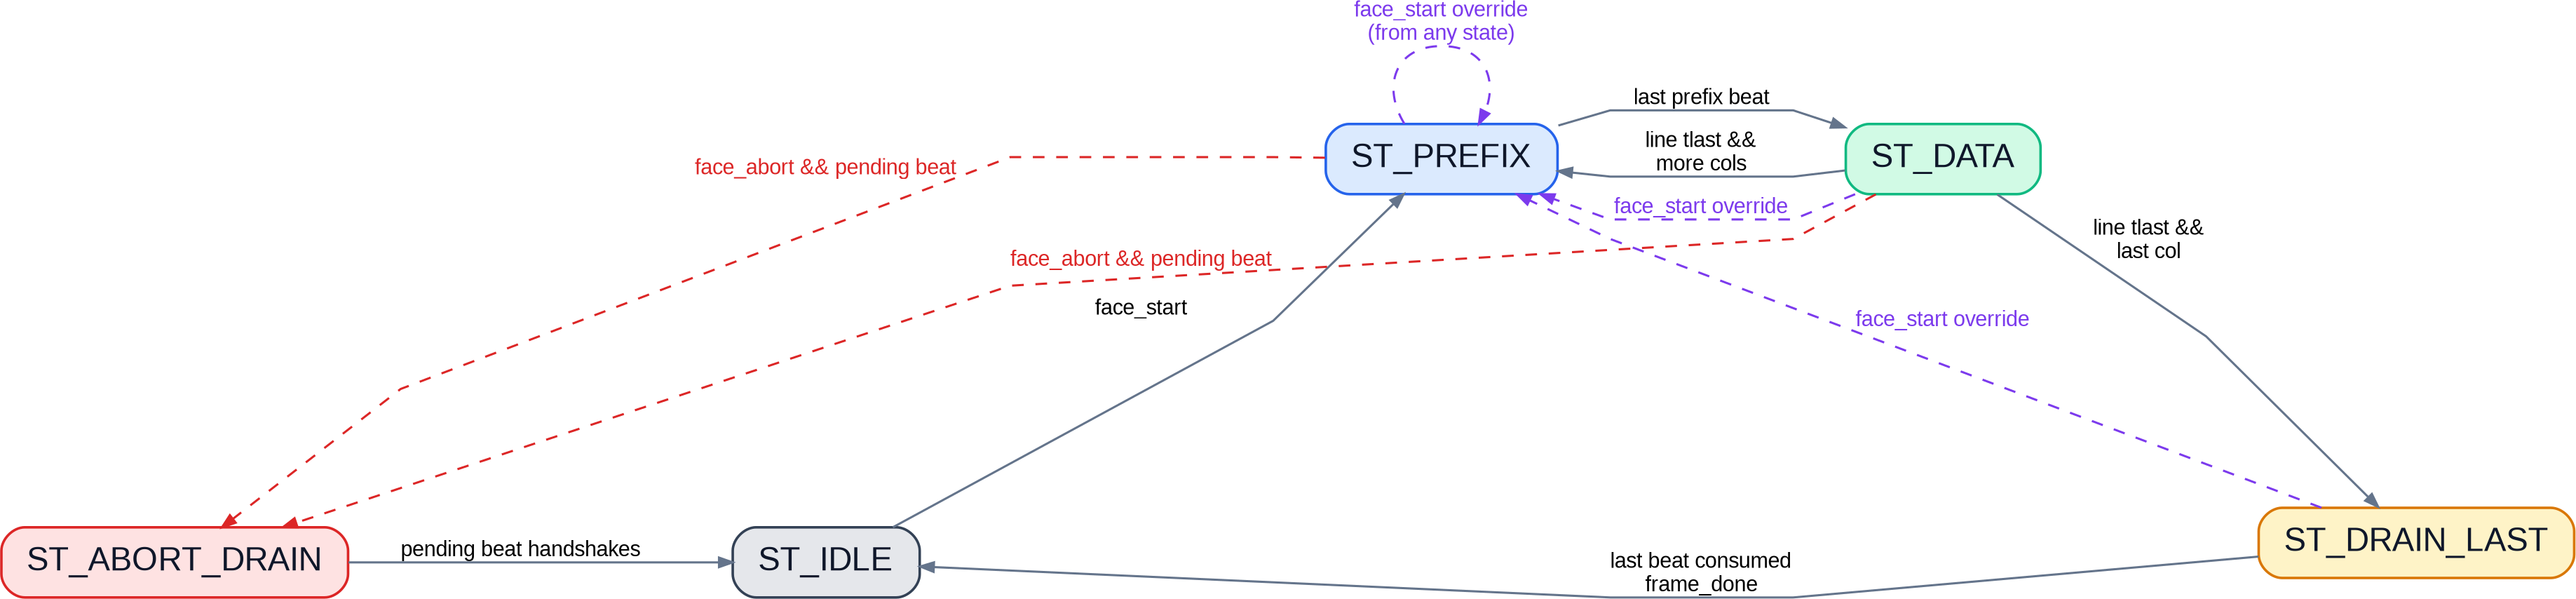 face_start override
(from any state)
last prefix beat
line tlast &&
more cols
ST_PREFIX
ST_DATA
face_abort && pending beat
face_start override
line tlast &&
last col
face_abort && pending beat
face_start
face_start override
ST_ABORT_DRAIN
pending beat handshakes
ST_IDLE
last beat consumed
frame_done
ST_DRAIN_LAST